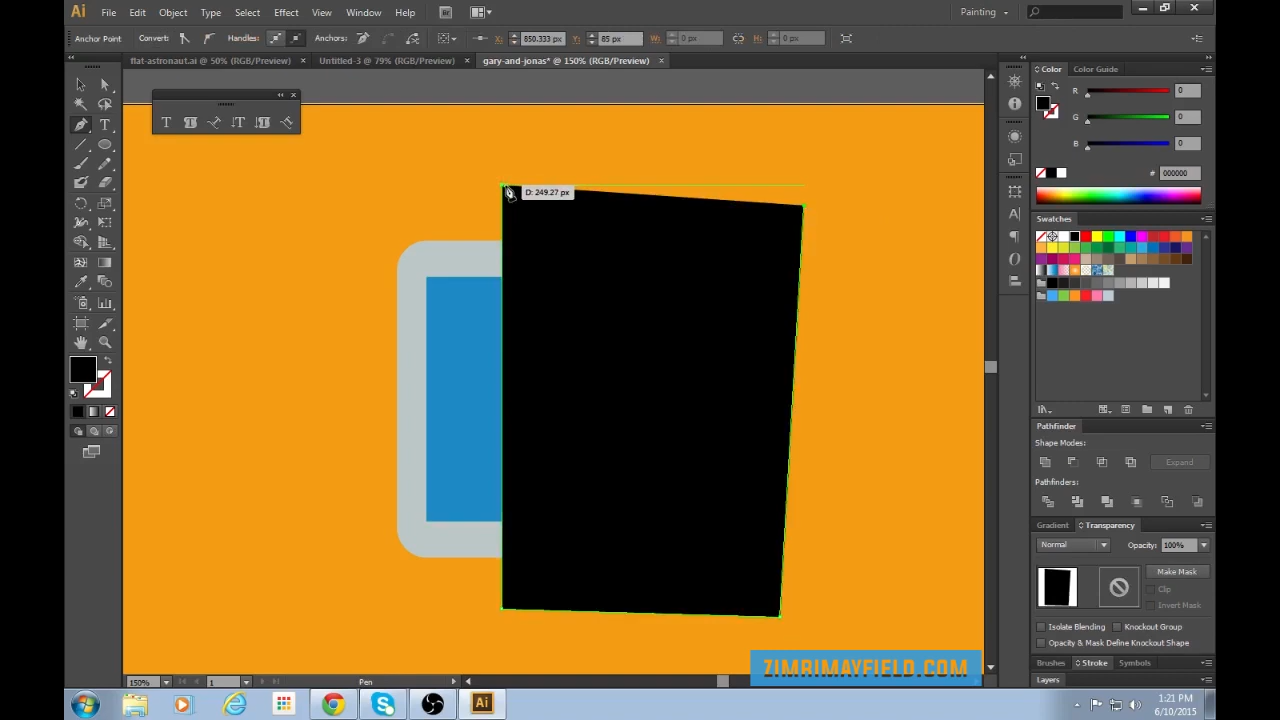 Ai File Edit Object Type Select Effect View Window Help Br Painting
Anchor Point Convert: Handles: Anchors: X: 850.333 px Y: 85 px W: 0 px H: 0 px
flat-astronaut.ai @ 50% (RGB/Preview) × Untitled-3 @ 79% (RGB/Preview) × gary-and-jonas* @ 150% (RGB/Preview) ×
Color Color Guide
R 0
G 0
B 0
# 000000
D: 249.27 px
Swatches
Pathfinder
Shape Modes:
Expand
Pathfinders:
Gradient Transparency
Normal Opacity: 100%
Make Mask
Clip
Invert Mask
Isolate Blending Knockout Group
Opacity & Mask Define Knockout Shape
Brushes Stroke Symbols
Layers
ZIMRIMAYFIELD.COM
150% 1 Pen
1:21 PM
6/10/2015